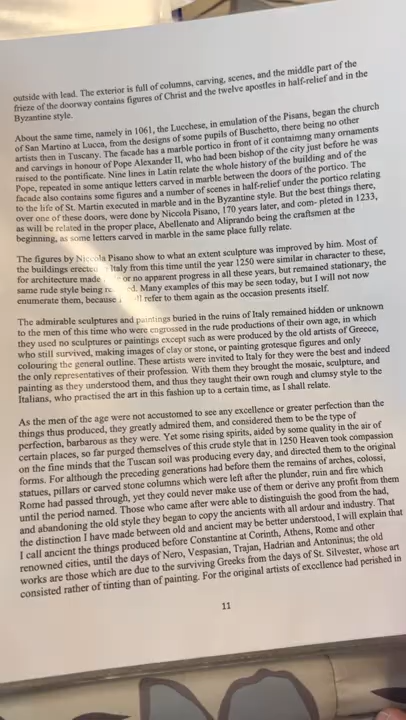 outside with lead. The exterior is full of columns, carving, scenes, and the middle part of the
frieze of the doorway contains figures of Christ and the twelve apostles in half-relief and in the
Byzantine style.
About the same time, namely in 1061, the Lucchese, in emulation of the Pisans, began the church
of San Martino at Lucca, from the designs of some pupils of Buschetto, there being no other
artists then in Tuscany. The facade has a marble portico in front of it containing many ornaments
and carvings in honour of Pope Alexander II, who had been bishop of the city just before he was
raised to the pontificate. Nine lines in Latin relate the whole history of the building and of the
Pope, repeated in some antique letters carved in marble between the doors of the portico. The
facade also contains some figures and a number of scenes in half-relief under the portico relating
to the life of St. Martin executed in marble and in the Byzantine style. But the best things there,
over one of these doors, were done by Niccola Pisano, 170 years later, and com- pleted in 1233,
as will be related in the proper place, Abellenato and Aliprando being the craftsmen at the
beginning, as some letters carved in marble in the same place fully relate.
The figures by Niccola Pisano show to what an extent sculpture was improved by him. Most of
the buildings erected Italy from this time until the year 1250 were similar in character to these,
for architecture made or no apparent progress in all these years, but remained stationary, the
same rude style being Many examples of this may be seen today, but I will not now
enumerate them, because refer to them again as the occasion presents itself.
The admirable sculptures and paintings buried in the ruins of Italy remained hidden or unknown
to the men of this time who were engrossed in the rude productions of their own age, in which
they used no sculptures or paintings except such as were produced by the old artists of Greece,
who still survived, making images of clay or stone, or painting grotesque figures and only
colouring the general outline. These artists were invited to Italy for they were the best and indeed
the only representatives of their profession. With them they brought the mosaic, sculpture, and
painting as they understood them, and thus they taught their own rough and clumsy style to the
Italians, who practised the art in this fashion up to a certain time, as I shall relate.
As the men of the age were not accustomed to see any excellence or greater perfection than the
things thus produced, they greatly admired them, and considered them to be the type of
perfection, barbarous as they were. Yet some rising spirits, aided by some quality in the air of
certain places, so far purged themselves of this crude style that in 1250 Heaven took compassion
on the fine minds that the Tuscan soil was producing every day, and directed them to the original
forms. For although the preceding generations had before them the remains of arches, colossi,
statues, pillars or carved stone columns which were left after the plunder, ruin and fire which
Rome had passed through, yet they could never make use of them or derive any profit from them
until the period named. Those who came after were able to distinguish the good from the bad,
and abandoning the old style they began to copy the ancients with all ardour and industry. That
the distinction I have made between old and ancient may be better understood, I will explain that
I call ancient the things produced before Constantine at Corinth, Athens, Rome and other
renowned cities, until the days of Nero, Vespasian, Trajan, Hadrian and Antoninus; the old
works are those which are due to the surviving Greeks from the days of St. Silvester, whose art
consisted rather of tinting than of painting. For the original artists of excellence had perished in
11